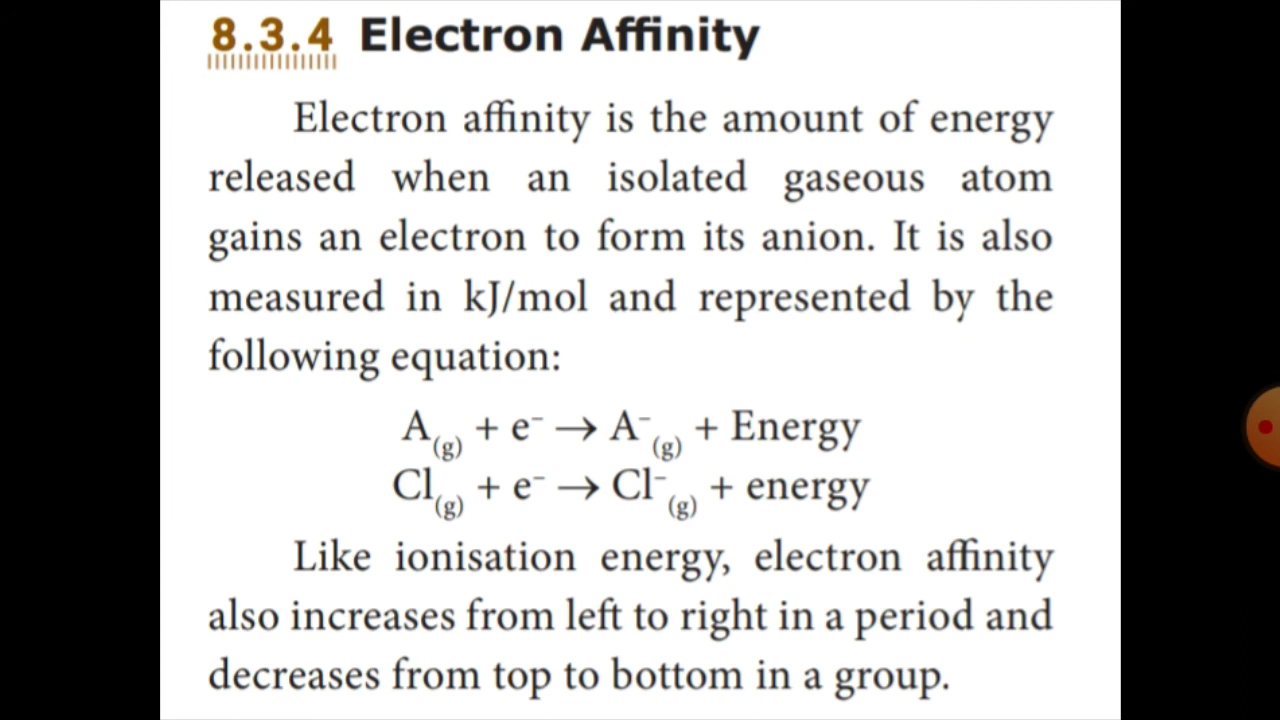 8.3.4 Electron Affinity
Electron affinity is the amount of energy
released when an isolated gaseous atom
gains an electron to form its anion. It is also
measured in kJ/mol and represented by the
following equation:
A(g) + e⁻ → A⁻(g) + Energy
Cl(g) + e⁻ → Cl⁻(g) + energy
Like ionisation energy, electron affinity
also increases from left to right in a period and
decreases from top to bottom in a group.